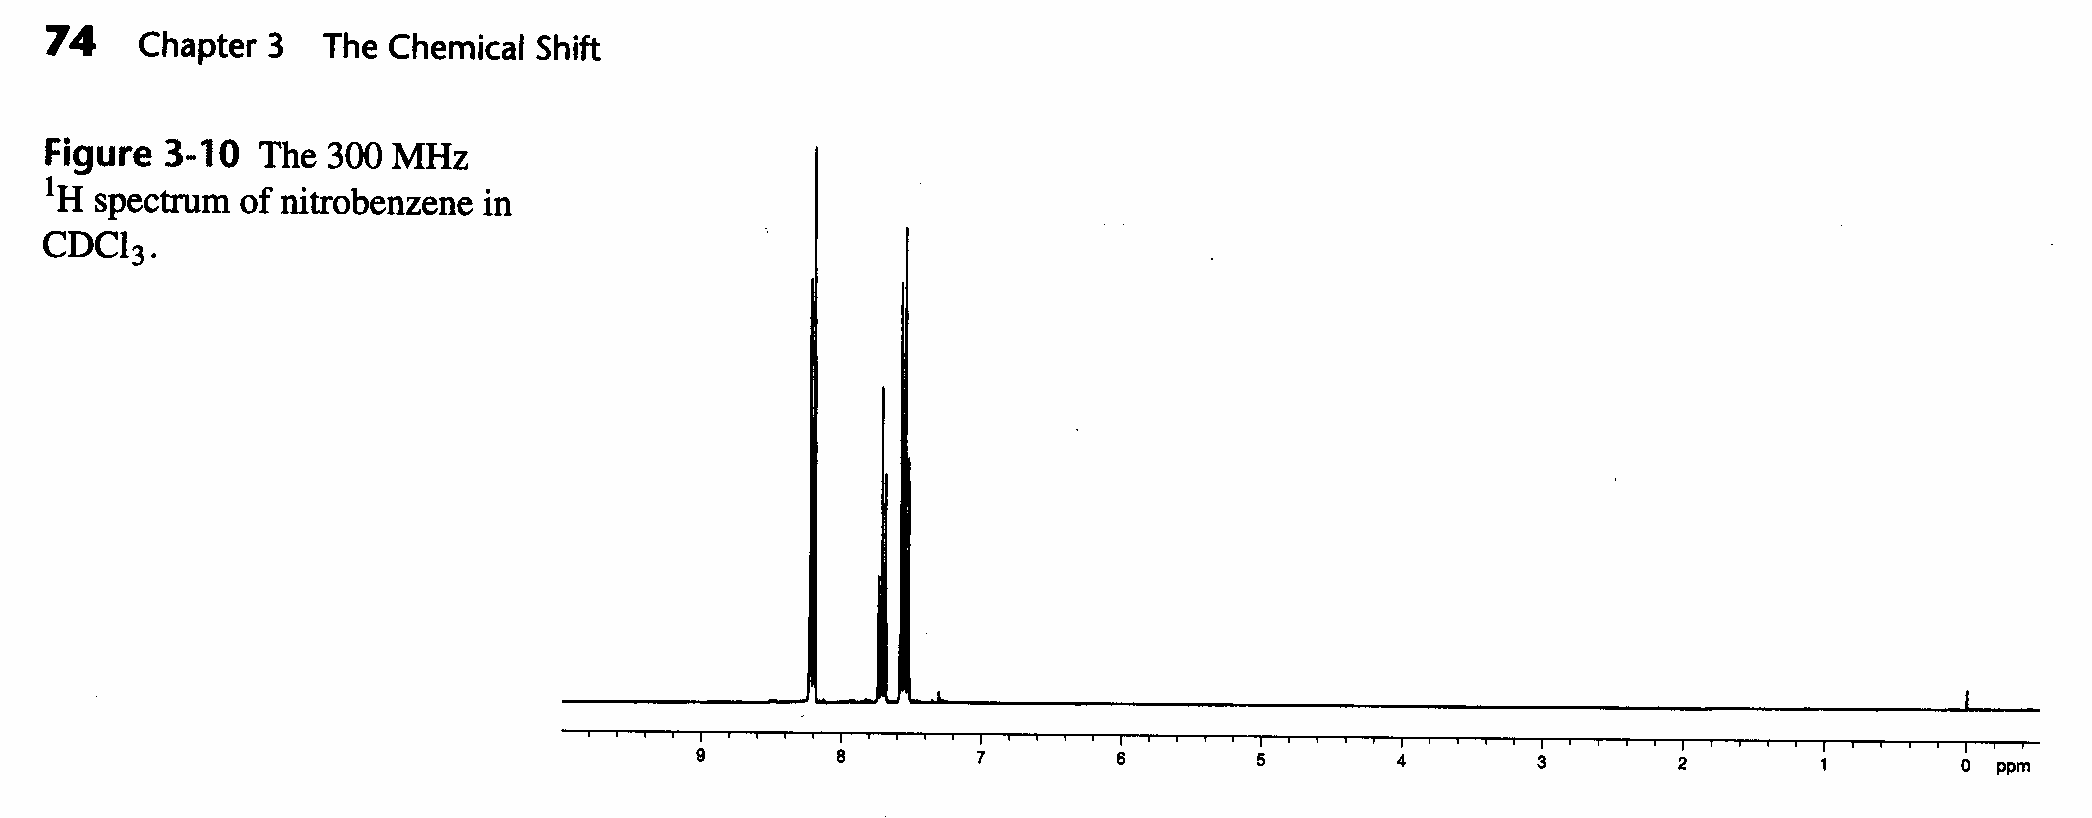 74 Chapter 3 The Chemical Shift
Figure 3-10 The 300 MHz
¹H spectrum of nitrobenzene in
CDCl₃.
9 8 7 6 5 4 3 2 1 0 ppm